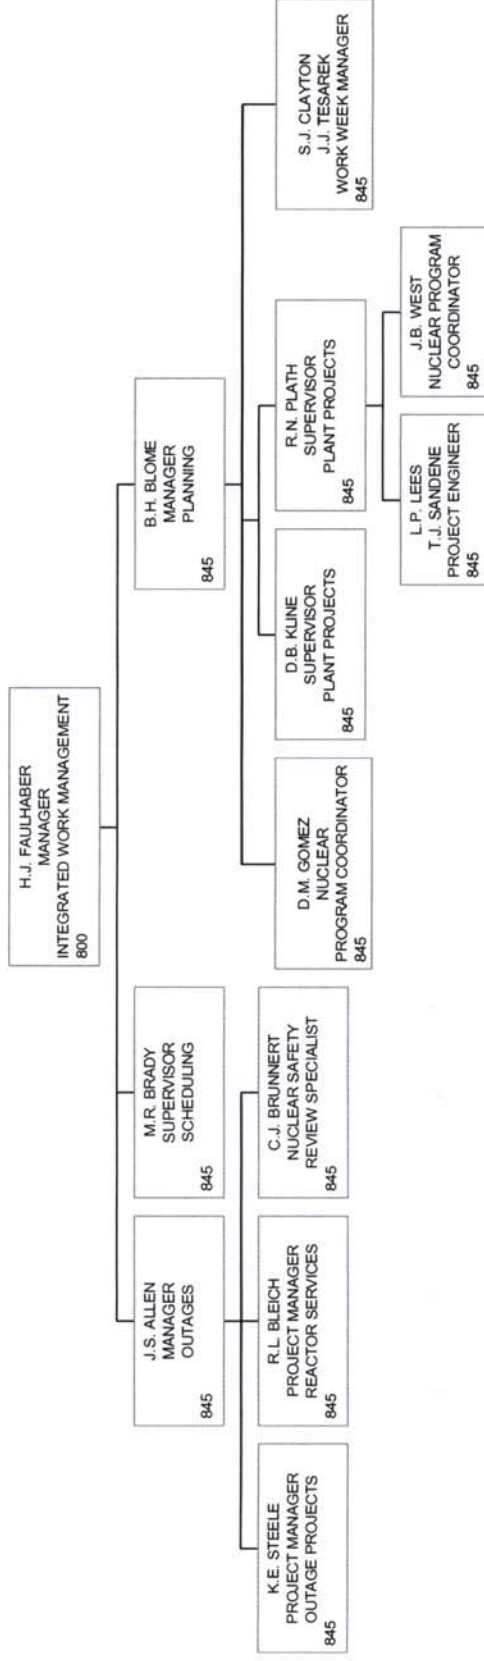 H.J. FAULHABER
MANAGER
INTEGRATED WORK MANAGEMENT
800
J.S. ALLEN
MANAGER
OUTAGES
845
M.R. BRADY
SUPERVISOR
SCHEDULING
845
B.H. BLOME
MANAGER
PLANNING
845
K.E. STEELE
PROJECT MANAGER
OUTAGE PROJECTS
845
R.L. BLEICH
PROJECT MANAGER
REACTOR SERVICES
845
C.J. BRUNNERT
NUCLEAR SAFETY
REVIEW SPECIALIST
845
D.M. GOMEZ
NUCLEAR
PROGRAM COORDINATOR
845
D.B. KLINE
SUPERVISOR
PLANT PROJECTS
845
R.N. PLATH
SUPERVISOR
PLANT PROJECTS
845
S.J. CLAYTON
J.J. TESAREK
WORK WEEK MANAGER
845
L.P. LEES
T.J. SANDENE
PROJECT ENGINEER
845
J.B. WEST
NUCLEAR PROGRAM
COORDINATOR
845